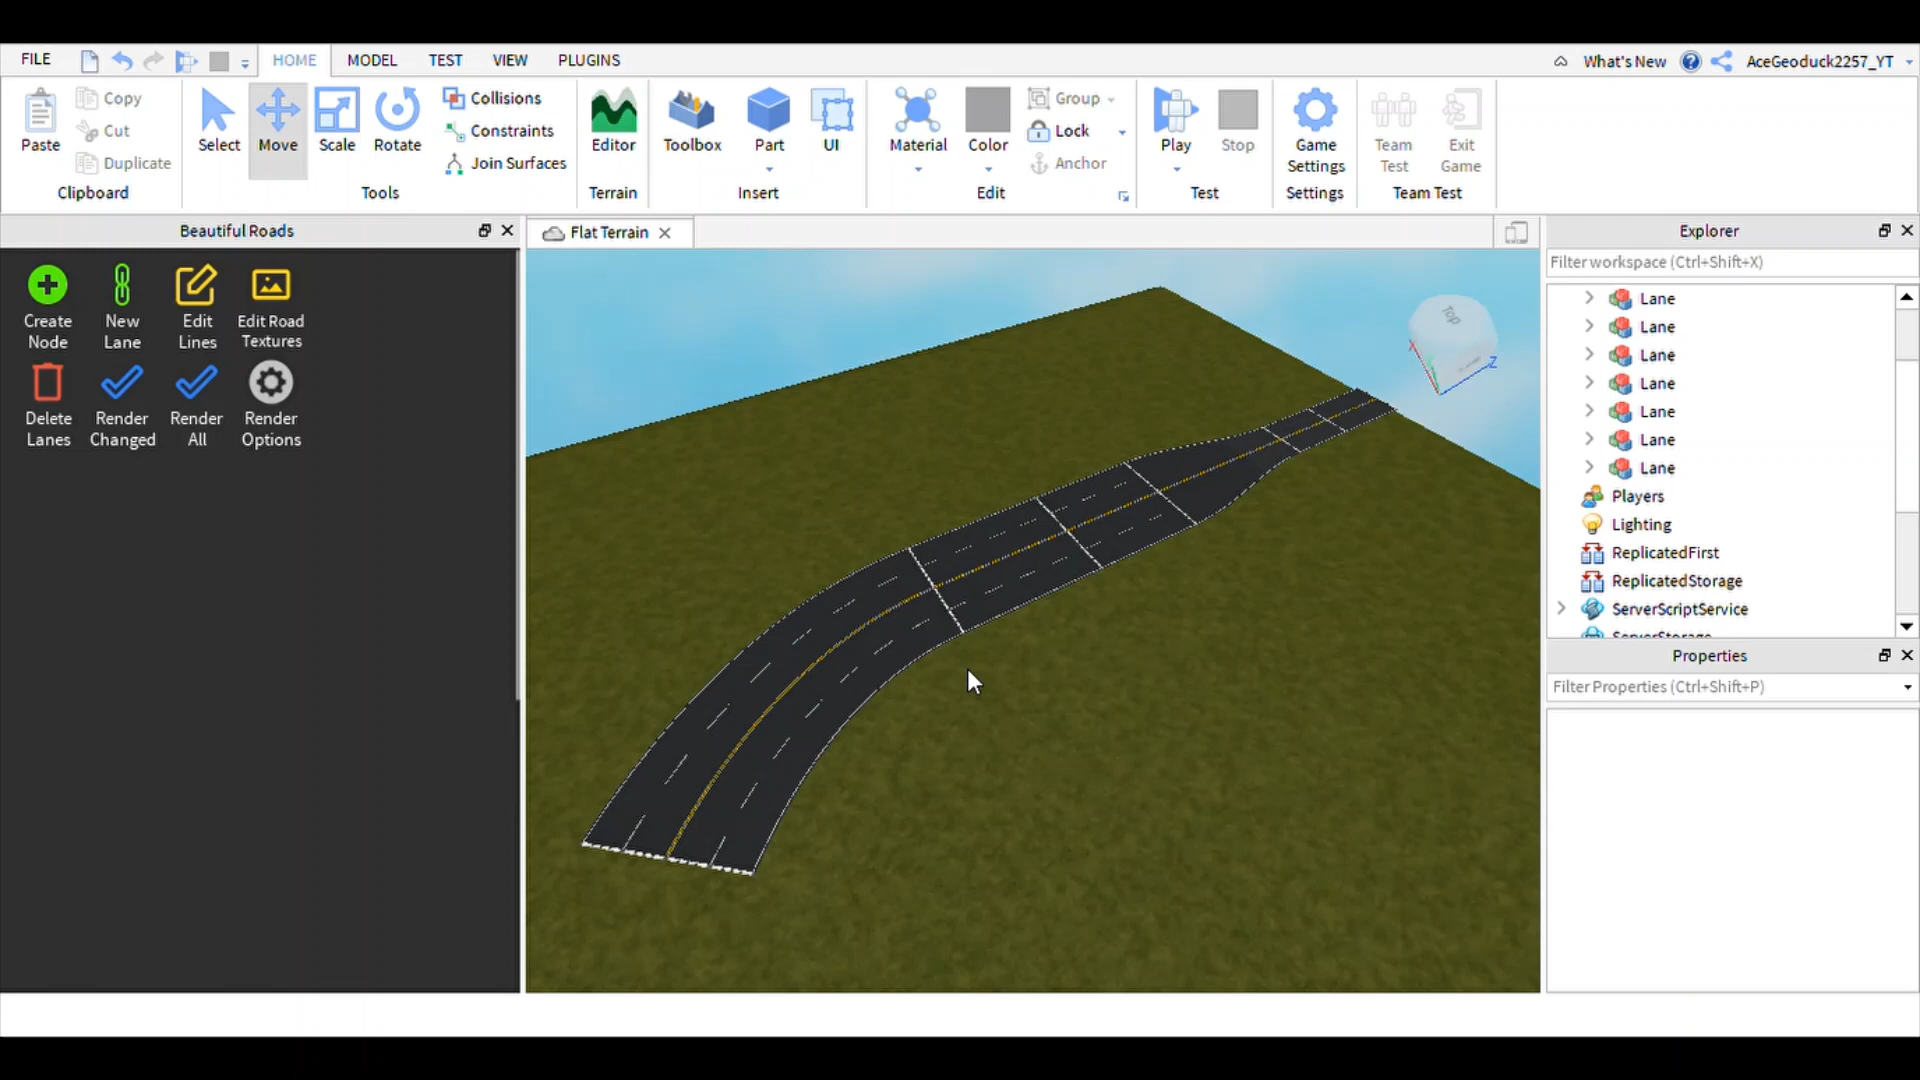 FILE
HOME
MODEL
TEST
VIEW
PLUGINS
What's New
AceGeoduck2257_YT
Paste
Copy
Cut
Duplicate
Clipboard
Select
Move
Scale
Rotate
Collisions
Constraints
Join Surfaces
Tools
Editor
Terrain
Toolbox
Part
UI
Insert
Material
Color
Group
Lock
Anchor
Edit
Play
Stop
Test
Game
Settings
Settings
Team
Test
Exit
Game
Team Test
Beautiful Roads
Flat Terrain
Explorer
Filter workspace (Ctrl+Shift+X)
Create
Node
New
Lane
Edit
Lines
Edit Road
Textures
Delete
Lanes
Render
Changed
Render
All
Render
Options
Top
X
Z
Lane
Lane
Lane
Lane
Lane
Lane
Lane
Players
Lighting
ReplicatedFirst
ReplicatedStorage
ServerScriptService
ServerStorage
Properties
Filter Properties (Ctrl+Shift+P)